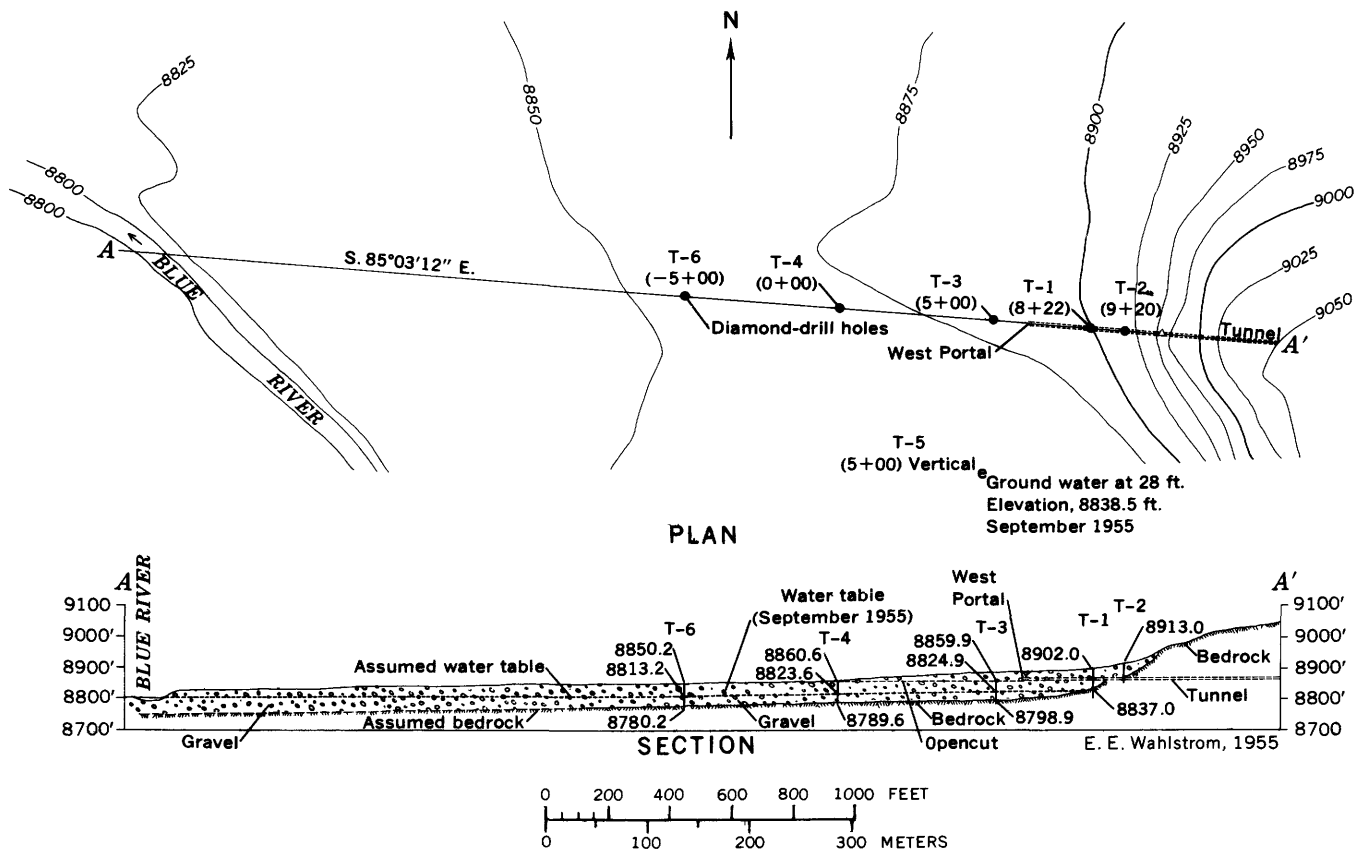 N
8825
8850
8875
8900
8925
8950
8975
9000
9025
9050
8800
8800
A
BLUE
RIVER
S. 85°03'12" E.
T-6
(-5+00)
T-4
(0+00)
T-3
(5+00)
T-1
(8+22)
T-2
(9+20)
Diamond-drill holes
West Portal
Tunnel
A'
T-5
(5+00) Vertical
Ground water at 28 ft.
Elevation, 8838.5 ft.
September 1955
PLAN
A
BLUE RIVER
A'
9100'
9000'
8900'
8800'
8700'
Assumed water table
Gravel
Assumed bedrock
T-6
8850.2
8813.2
8780.2
Water table
(September 1955)
T-4
8860.6
8823.6
Gravel
8789.6
8859.9
8824.9
T-3
West
Portal
Bedrock
8798.9
Opencut
T-1
8902.0
8837.0
T-2
8913.0
Bedrock
Tunnel
9100'
9000'
8900'
8800'
8700
SECTION
E. E. Wahlstrom, 1955
0 200 400 600 800 1000 FEET
0 100 200 300 METERS